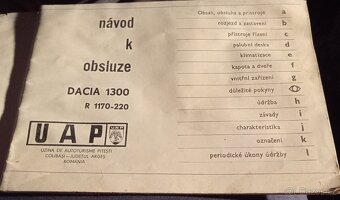 návod
k
obsluze
DACIA 1300
R 1170-220
UAP
UAP
UZINA DE AUTOTURISME PITESTI
COLIBASI-JUDETUL ARGES
ROMANIA
Obsah, obsluha a přístroje a
rozjezd a zastavení b
přístroje řízení c
palubní deska d
klimatizace e
kapota a dveře f
vnitřní zařízení g
důležité pokyny
údržba h
závady i
charakteristika j
označení k
periodické úkony údržby l